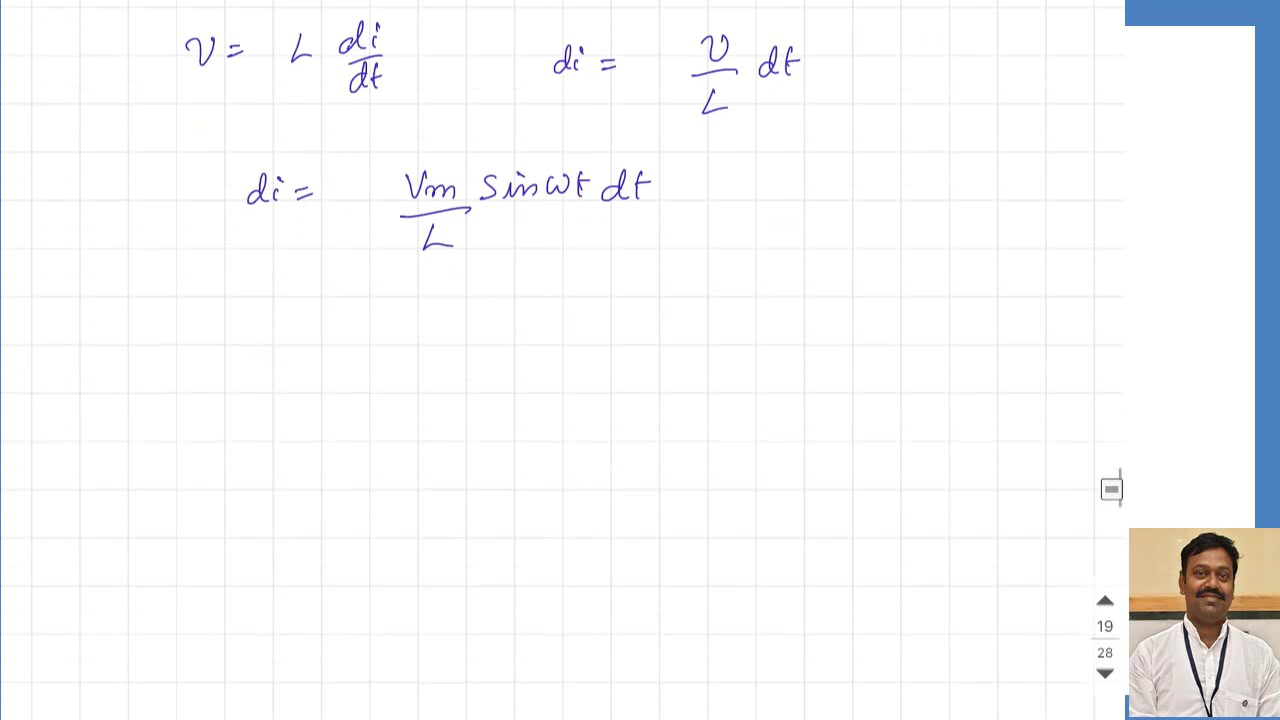 v = L di/dt di = v/L dt
di = Vm/L sin ωt dt
19
28